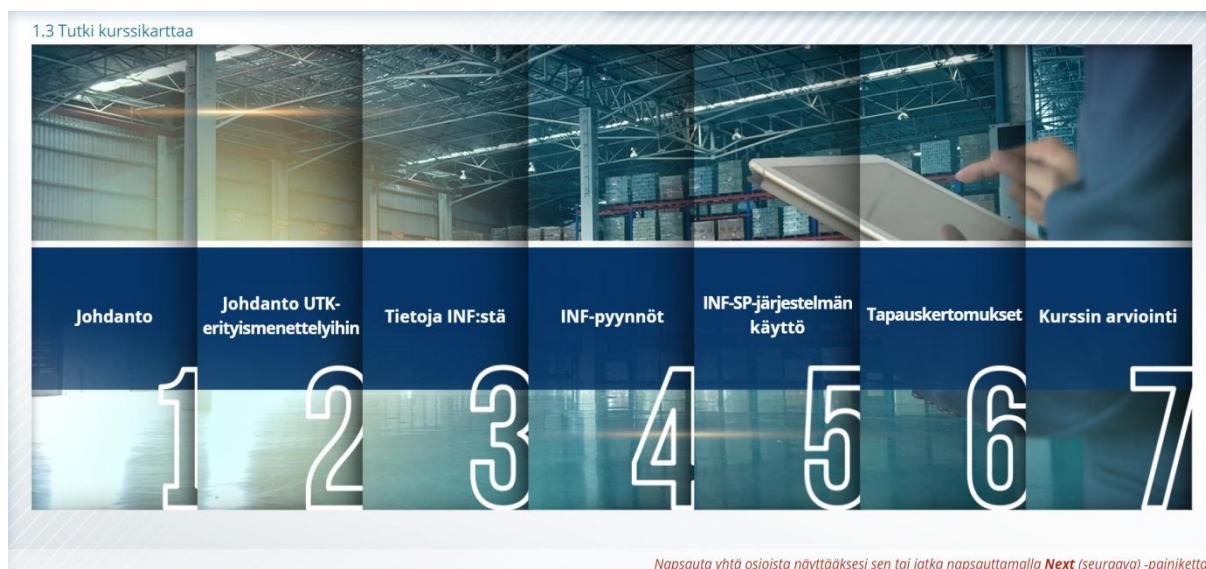 1.3 Tutki kurssikarttaa
Johdanto
1
Johdanto UTK-
erityismenettelyihin
2
Tietoja INF:stä
3
INF-pyynnöt
4
INF-SP-järjestelmän
käyttö
5
Tapauskertomukset
6
Kurssin arviointi
7
Napsauta yhtä osioista näyttääksesi sen tai jatka napsauttamalla Next (seuraava) -painiketta